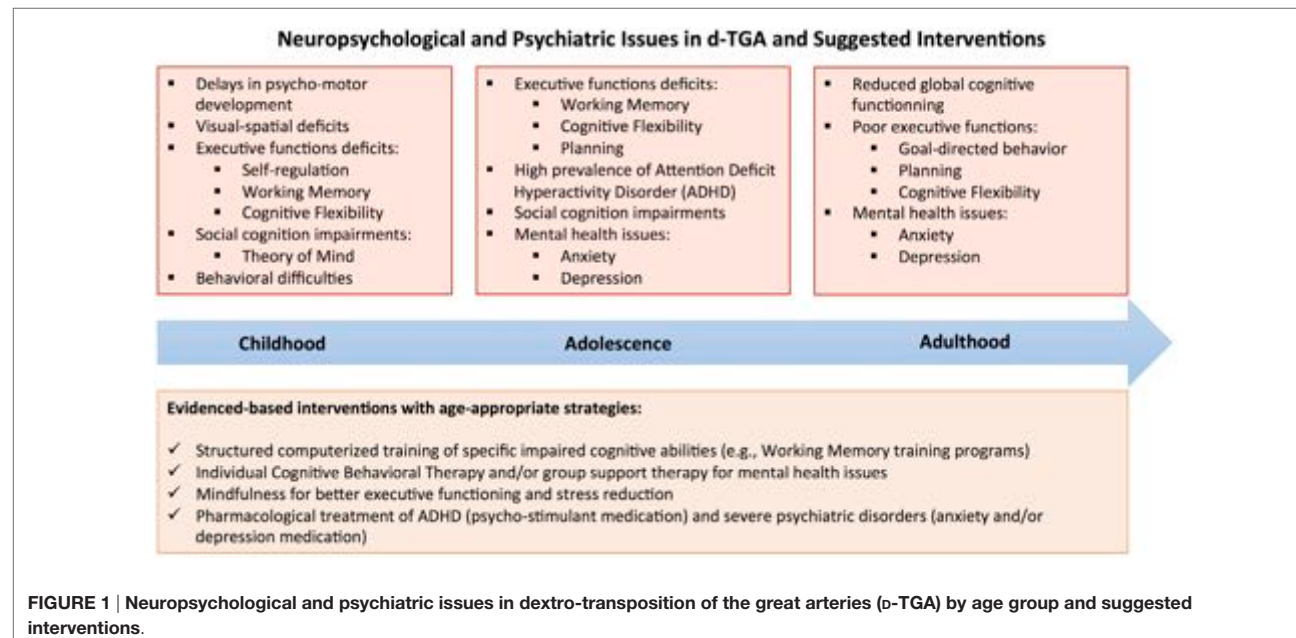 Neuropsychological and Psychiatric Issues in d-TGA and Suggested Interventions
▪ Delays in psycho-motor
development
▪ Visual-spatial deficits
▪ Executive functions deficits:
▪ Self-regulation
▪ Working Memory
▪ Cognitive Flexibility
▪ Social cognition impairments:
▪ Theory of Mind
▪ Behavioral difficulties
▪ Executive functions deficits:
▪ Working Memory
▪ Cognitive Flexibility
▪ Planning
▪ High prevalence of Attention Deficit
Hyperactivity Disorder (ADHD)
▪ Social cognition impairments
▪ Mental health issues:
▪ Anxiety
▪ Depression
▪ Reduced global cognitive
functionning
▪ Poor executive functions:
▪ Goal-directed behavior
▪ Planning
▪ Cognitive Flexibility
▪ Mental health issues:
▪ Anxiety
▪ Depression
Childhood
Adolescence
Adulthood
Evidenced-based interventions with age-appropriate strategies:
✓ Structured computerized training of specific impaired cognitive abilities (e.g., Working Memory training programs)
✓ Individual Cognitive Behavioral Therapy and/or group support therapy for mental health issues
✓ Mindfulness for better executive functioning and stress reduction
✓ Pharmacological treatment of ADHD (psycho-stimulant medication) and severe psychiatric disorders (anxiety and/or
depression medication)
FIGURE 1 | Neuropsychological and psychiatric issues in dextro-transposition of the great arteries (D-TGA) by age group and suggested
interventions.